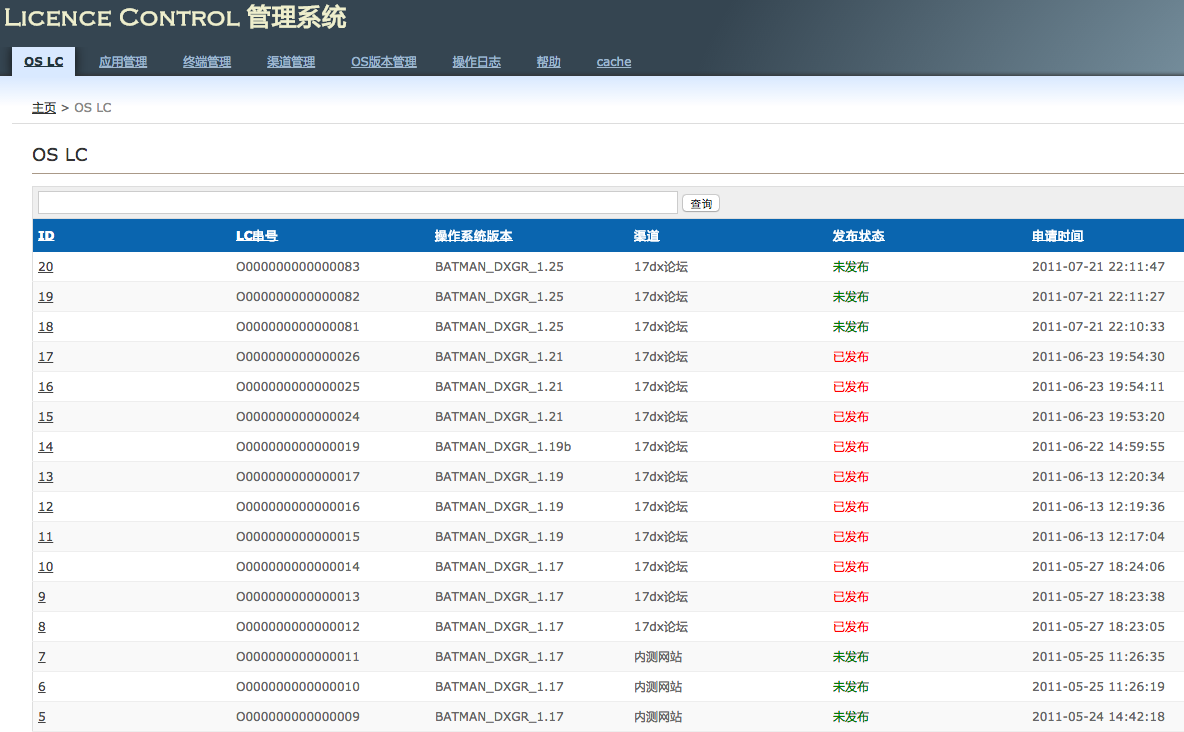 LICENCE CONTROL 管理系统
OS LC 应用管理 终端管理 渠道管理 OS版本管理 操作日志 帮助 cache
主页 > OS LC
OS LC
查询
ID LC串号 操作系统版本 渠道 发布状态 申请时间
20 O000000000000083 BATMAN_DXGR_1.25 17dx论坛 未发布 2011-07-21 22:11:47
19 O000000000000082 BATMAN_DXGR_1.25 17dx论坛 未发布 2011-07-21 22:11:27
18 O000000000000081 BATMAN_DXGR_1.25 17dx论坛 未发布 2011-07-21 22:10:33
17 O000000000000026 BATMAN_DXGR_1.21 17dx论坛 已发布 2011-06-23 19:54:30
16 O000000000000025 BATMAN_DXGR_1.21 17dx论坛 已发布 2011-06-23 19:54:11
15 O000000000000024 BATMAN_DXGR_1.21 17dx论坛 已发布 2011-06-23 19:53:20
14 O000000000000019 BATMAN_DXGR_1.19b 17dx论坛 已发布 2011-06-22 14:59:55
13 O000000000000017 BATMAN_DXGR_1.19 17dx论坛 已发布 2011-06-13 12:20:34
12 O000000000000016 BATMAN_DXGR_1.19 17dx论坛 已发布 2011-06-13 12:19:36
11 O000000000000015 BATMAN_DXGR_1.19 17dx论坛 已发布 2011-06-13 12:17:04
10 O000000000000014 BATMAN_DXGR_1.17 17dx论坛 已发布 2011-05-27 18:24:06
9 O000000000000013 BATMAN_DXGR_1.17 17dx论坛 已发布 2011-05-27 18:23:38
8 O000000000000012 BATMAN_DXGR_1.17 17dx论坛 已发布 2011-05-27 18:23:05
7 O000000000000011 BATMAN_DXGR_1.17 内测网站 未发布 2011-05-25 11:26:35
6 O000000000000010 BATMAN_DXGR_1.17 内测网站 未发布 2011-05-25 11:26:19
5 O000000000000009 BATMAN_DXGR_1.17 内测网站 未发布 2011-05-24 14:42:18